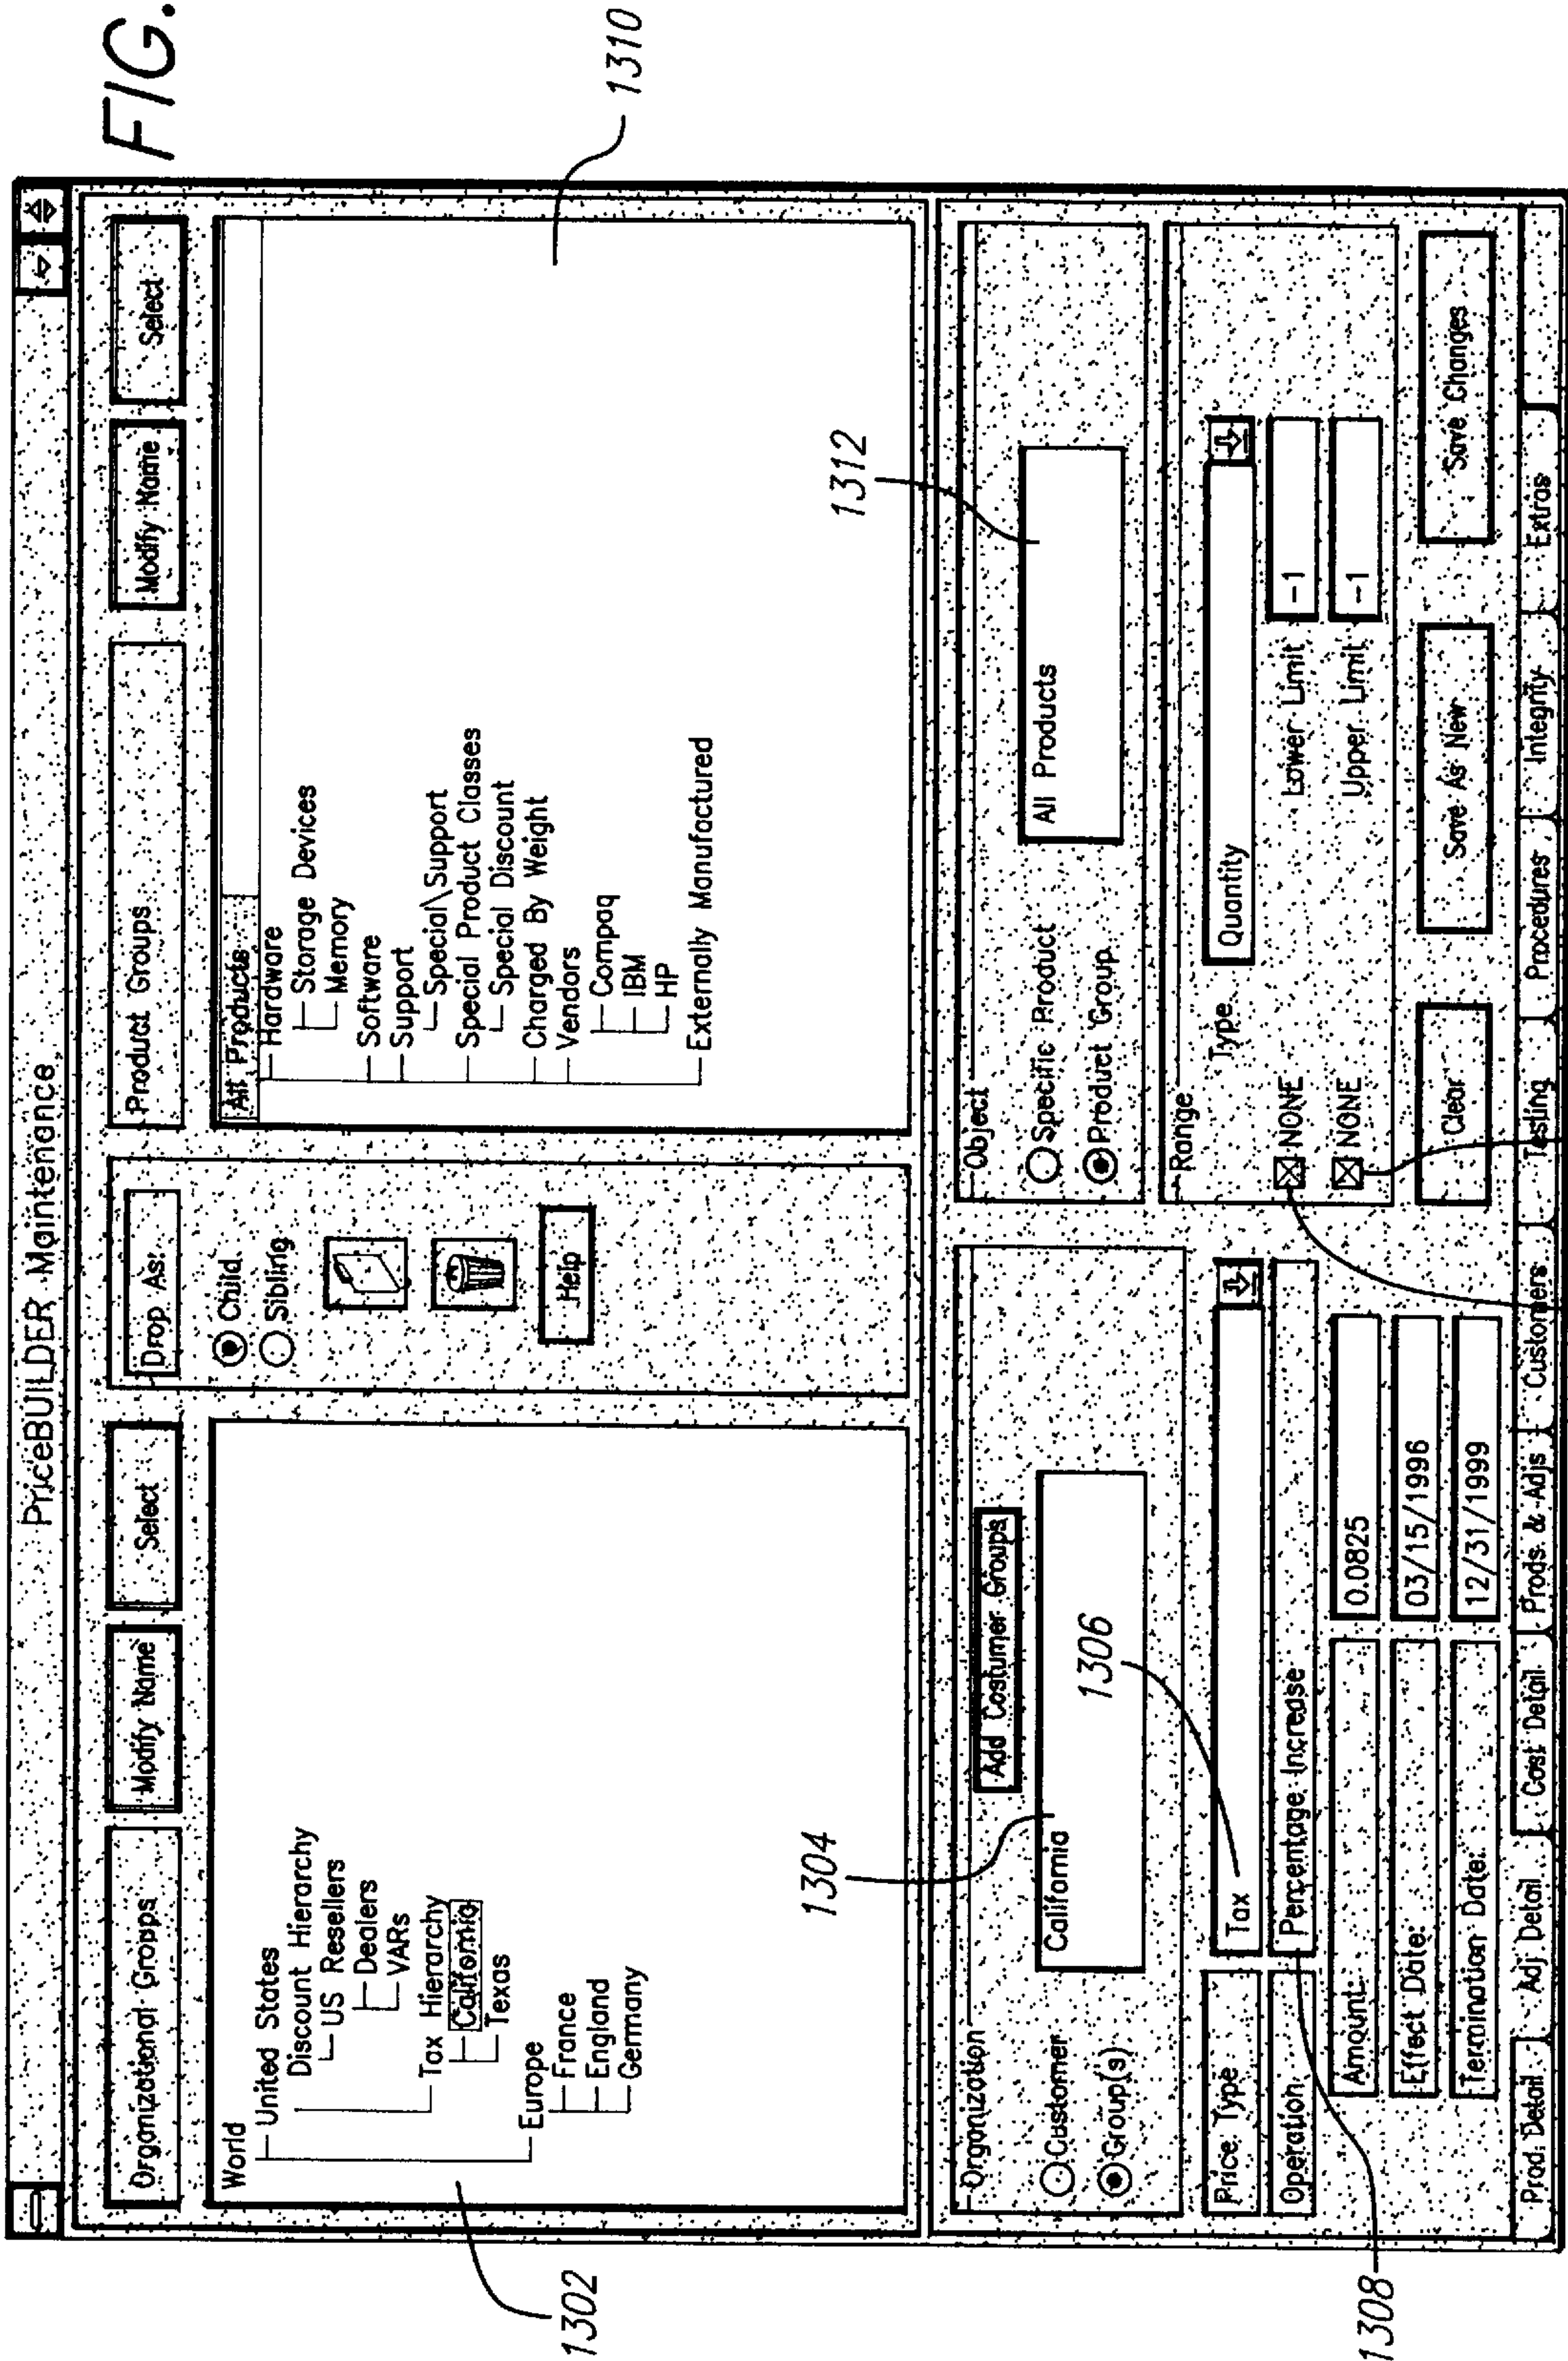 FIG.
PriceBUILDER Maintenance
Organizational Groups
Modify Name
Select
Drop As:
Product Groups
Modify Name
Select
World
United States
Discount Hierarchy
US Resellers
Dealers
VARs
Tax Hierarchy
California
Texas
Europe
France
England
Germany
1302
Child
Sibling
Help
All Products
Hardware
Storage Devices
Memory
Software
Support
Special\Support
Special Product Classes
Special Discount
Charged By Weight
Vendors
Compaq
IBM
HP
Externally Manufactured
1310
1304
1312
Organization
Add Costumer Groups
Customer
Group(s)
California
1306
Price Type
Tax
Operation
Percentage Increase
1308
Amount:
0.0825
Effect Date:
03/15/1996
Termination Date:
12/31/1999
Object
Specific Product
Product Group
All Products
Range
Type
Quantity
NONE
Lower Limit
-1
NONE
Upper Limit
-1
Clear
Save As New
Save Changes
Prod Detail
Adj Detail
Cost Detail
Prods & Adjs
Customers
Testing
Procedures
Integrity
Extras